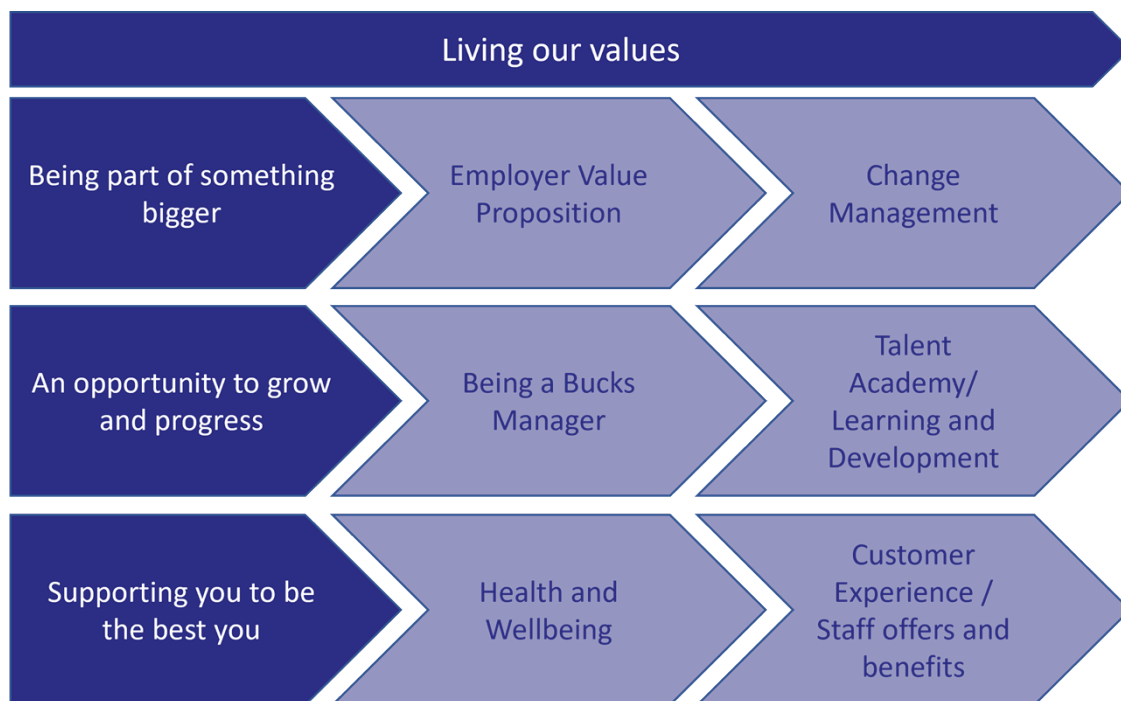 Living our values
Being part of something
bigger
Employer Value
Proposition
Change
Management
An opportunity to grow
and progress
Being a Bucks
Manager
Talent
Academy/
Learning and
Development
Supporting you to be
the best you
Health and
Wellbeing
Customer
Experience /
Staff offers and
benefits